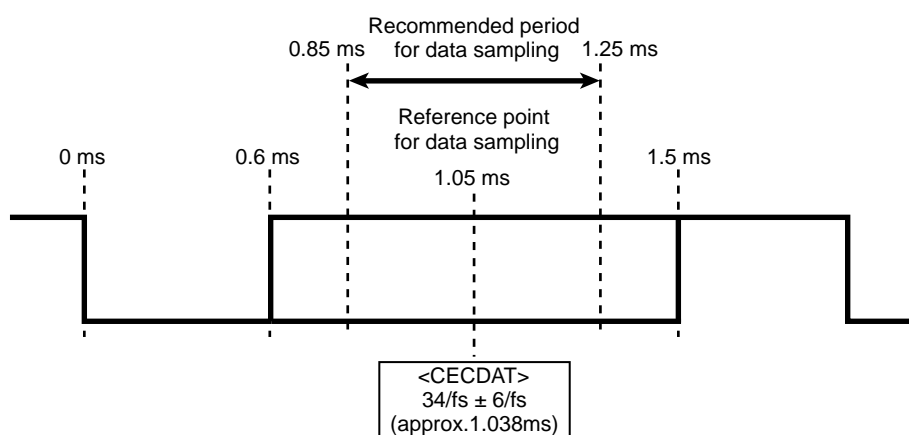 Recommended period
0.85 ms for data sampling 1.25 ms
Reference point
for data sampling
0 ms 0.6 ms 1.05 ms 1.5 ms
<CECDAT>
34/fs ± 6/fs
(approx.1.038ms)